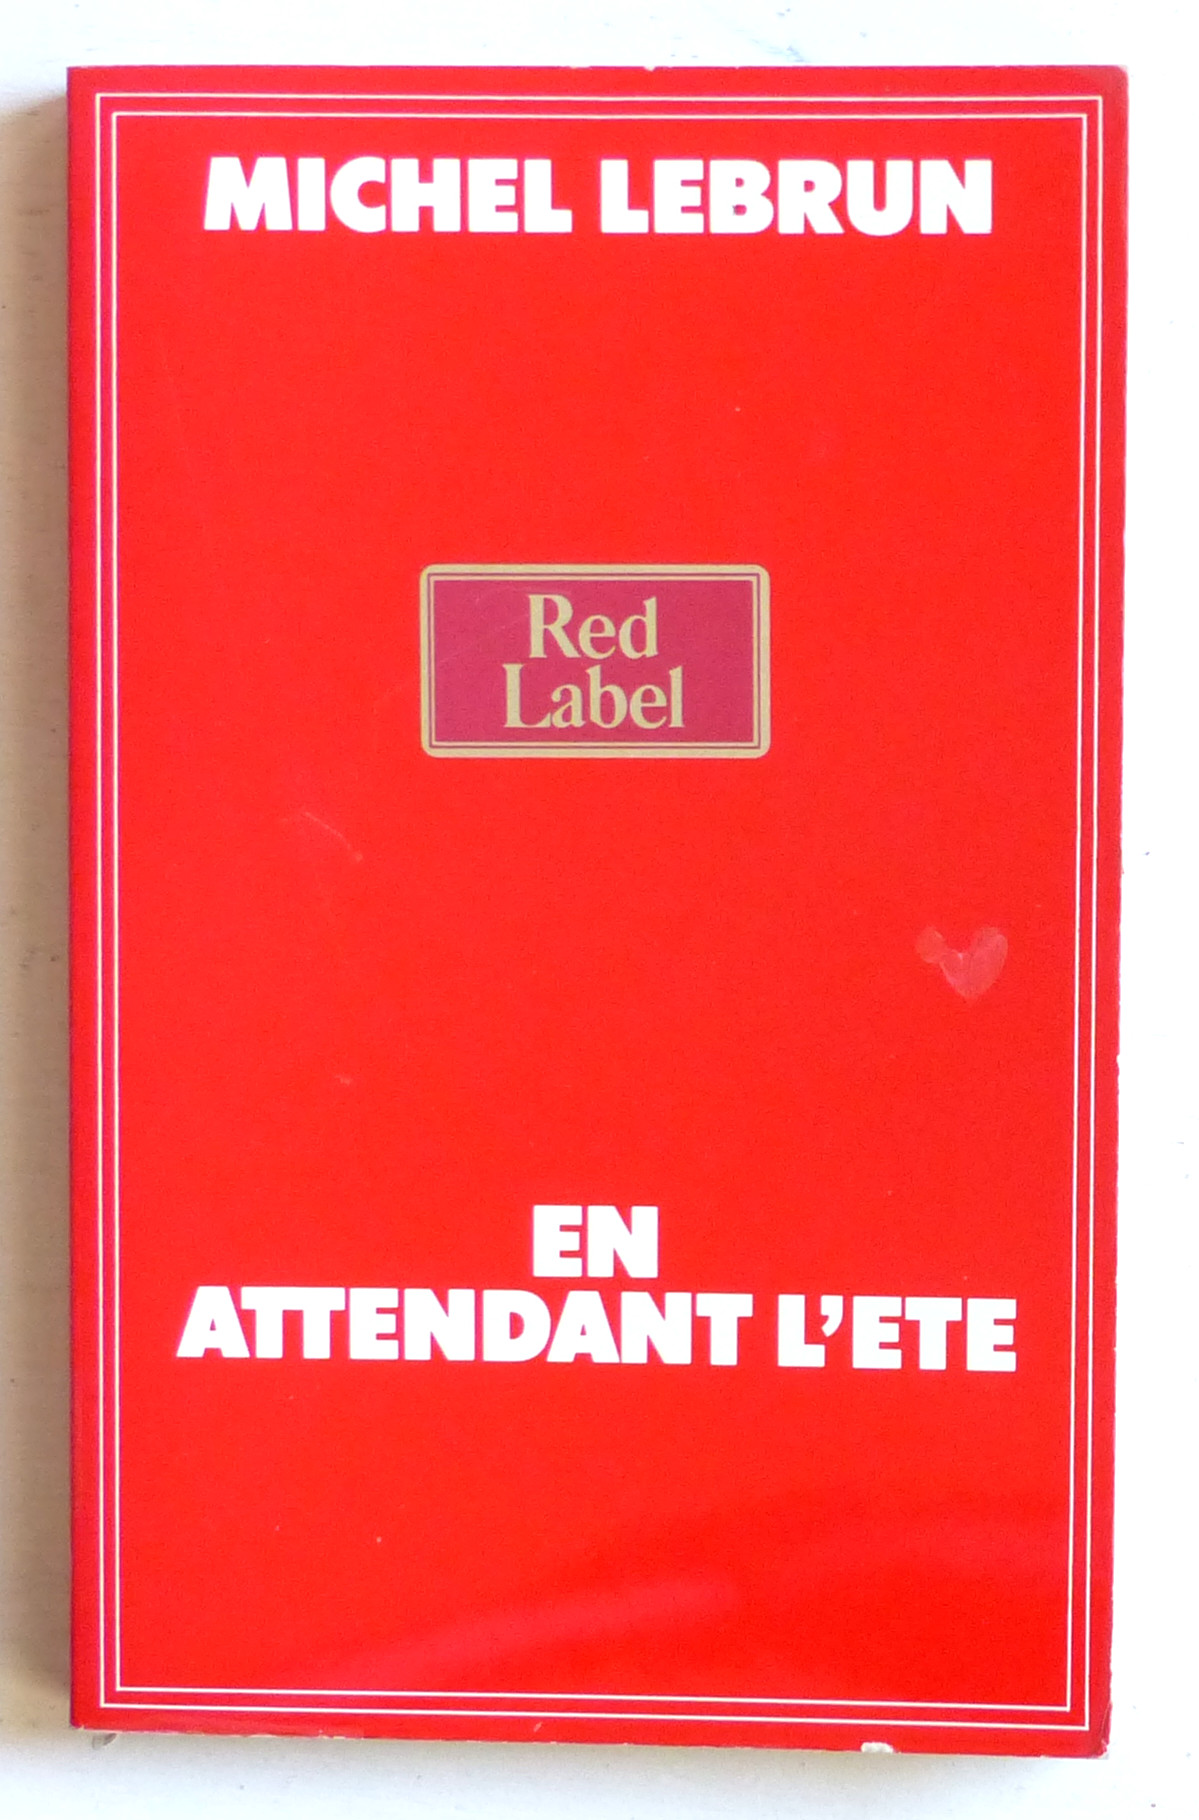 MICHEL LEBRUN
Red
Label
EN
ATTENDANT L'ETE